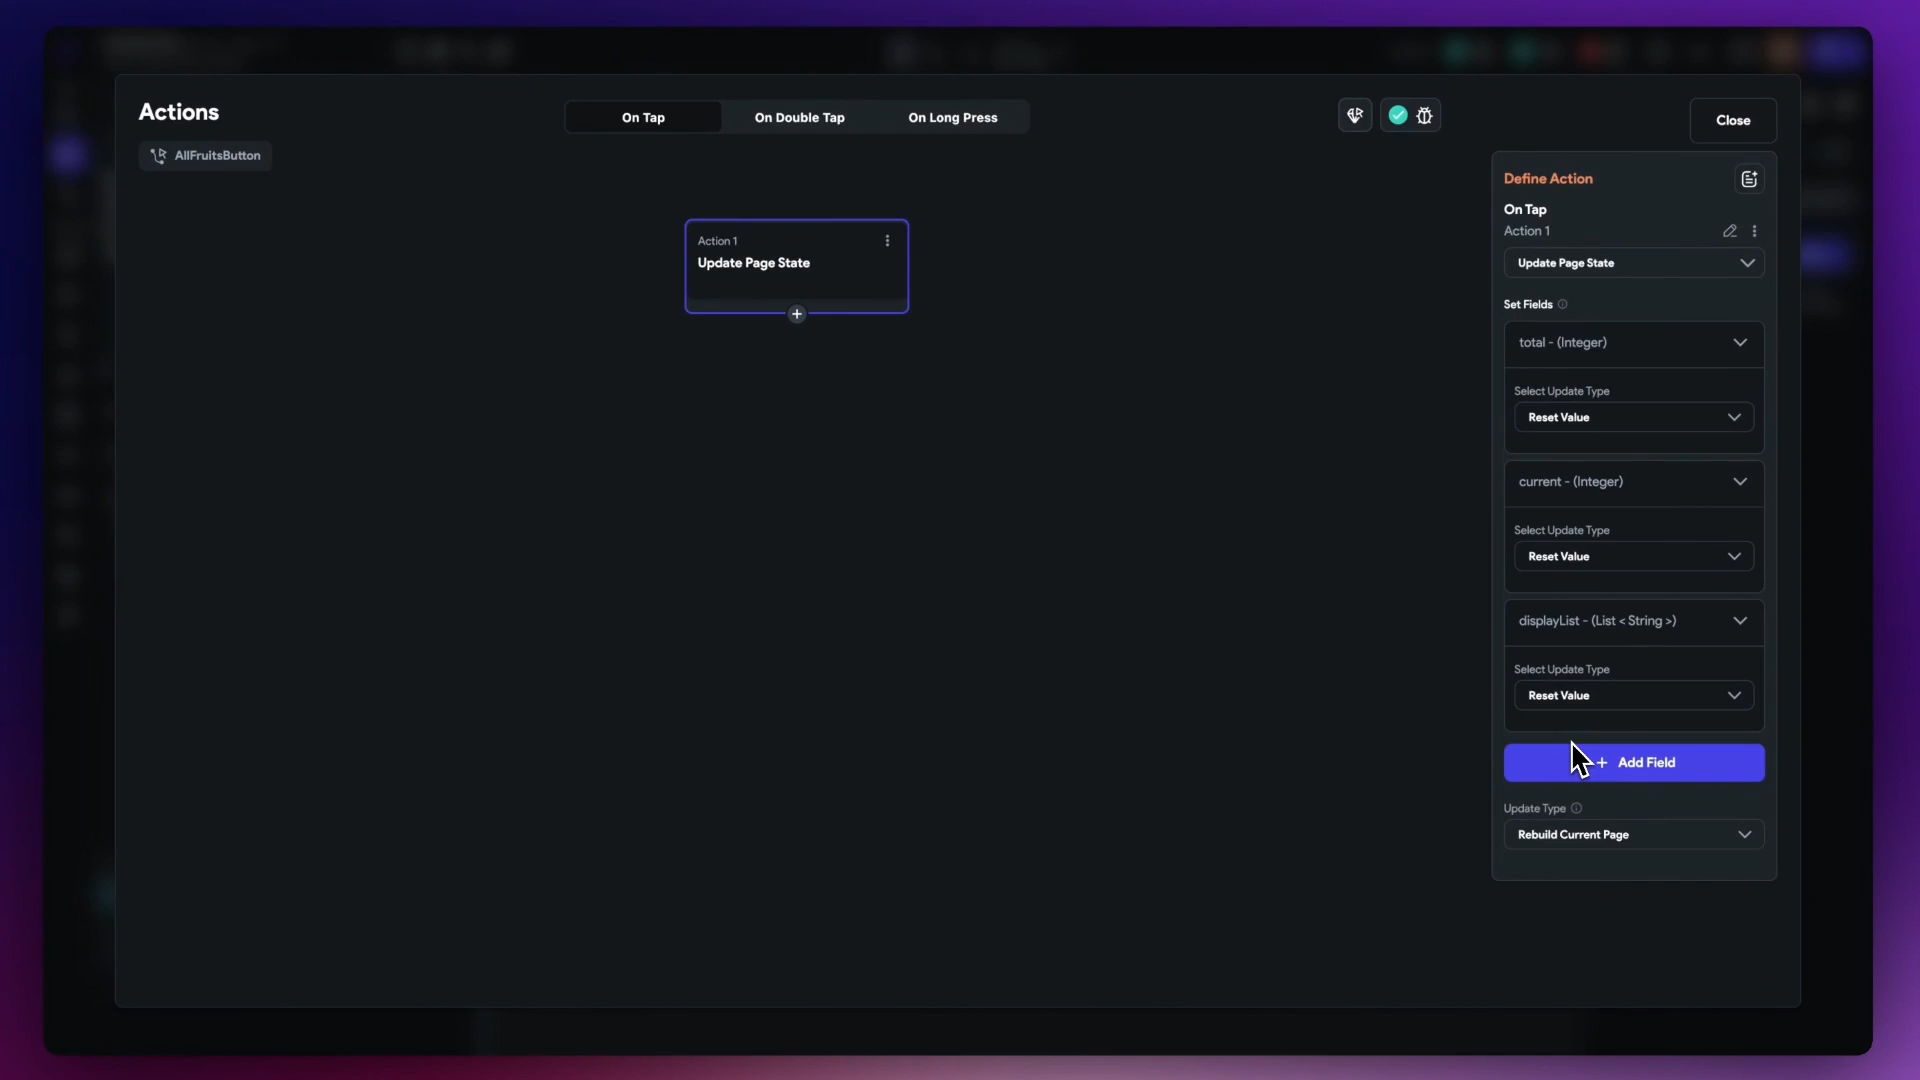 Actions
On Tap
On Double Tap
On Long Press
Close
AllFruitsButton
Action 1
Update Page State
Define Action
On Tap
Action 1
Update Page State
Set Fields
total - (Integer)
Select Update Type
Reset Value
current - (Integer)
Select Update Type
Reset Value
displayList - (List < String >)
Select Update Type
Reset Value
+ Add Field
Update Type
Rebuild Current Page